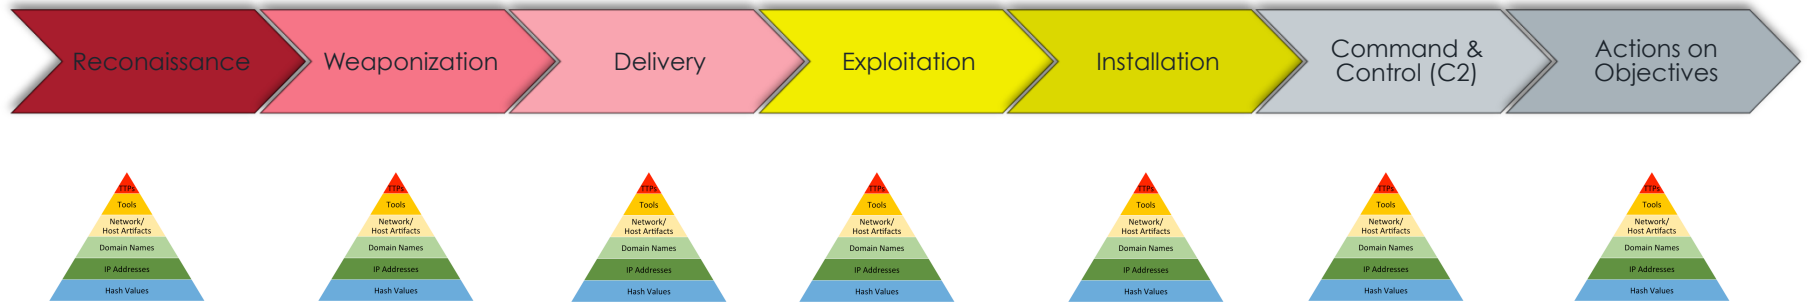 Reconaissance
Weaponization
Delivery
Exploitation
Installation
Command &
Control (C2)
Actions on
Objectives
TTPs
Tools
Network/
Host Artifacts
Domain Names
IP Addresses
Hash Values
TTPs
Tools
Network/
Host Artifacts
Domain Names
IP Addresses
Hash Values
TTPs
Tools
Network/
Host Artifacts
Domain Names
IP Addresses
Hash Values
TTPs
Tools
Network/
Host Artifacts
Domain Names
IP Addresses
Hash Values
TTPs
Tools
Network/
Host Artifacts
Domain Names
IP Addresses
Hash Values
TTPs
Tools
Network/
Host Artifacts
Domain Names
IP Addresses
Hash Values
TTPs
Tools
Network/
Host Artifacts
Domain Names
IP Addresses
Hash Values